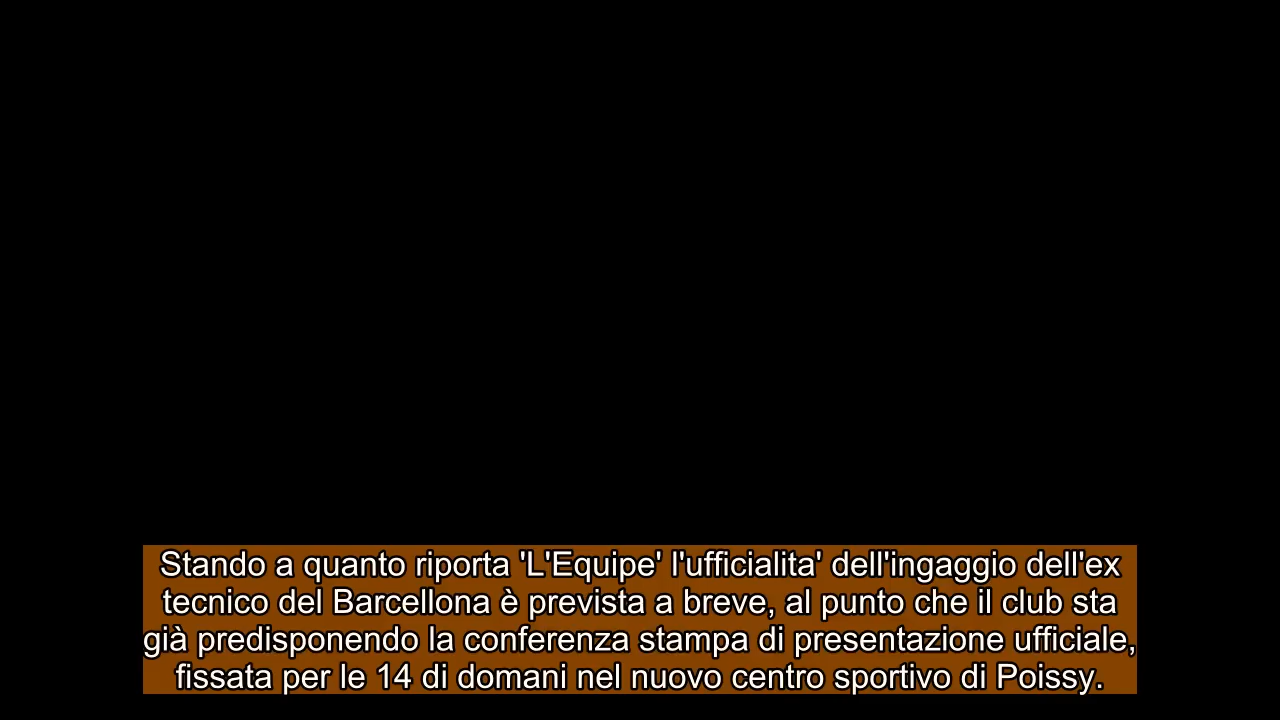 Stando a quanto riporta 'L'Equipe' l'ufficialita' dell'ingaggio dell'ex
tecnico del Barcellona è prevista a breve, al punto che il club sta
già predisponendo la conferenza stampa di presentazione ufficiale,
fissata per le 14 di domani nel nuovo centro sportivo di Poissy.